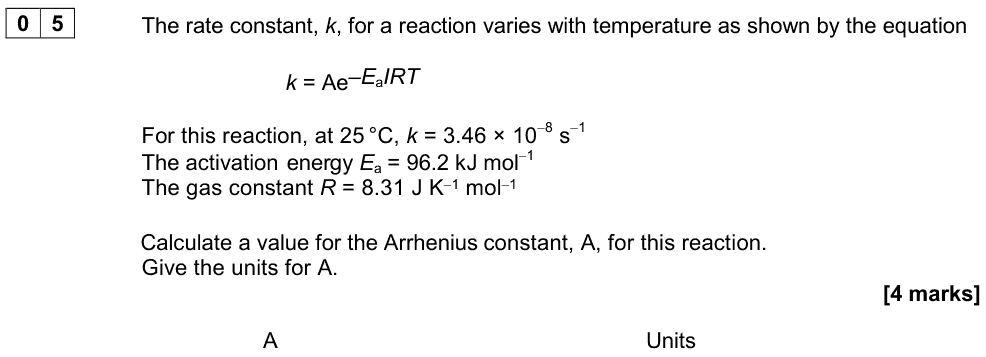 0 5 The rate constant, k, for a reaction varies with temperature as shown by the equation
k = Ae–Eₐ/RT
For this reaction, at 25 °C, k = 3.46 × 10⁻⁸ s⁻¹
The activation energy Eₐ = 96.2 kJ mol⁻¹
The gas constant R = 8.31 J K⁻¹ mol⁻¹
Calculate a value for the Arrhenius constant, A, for this reaction.
Give the units for A.
[4 marks]
A Units